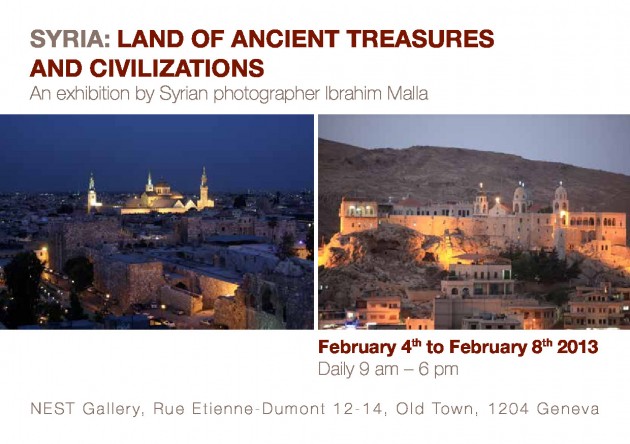 SYRIA: LAND OF ANCIENT TREASURES
AND CIVILIZATIONS
An exhibition by Syrian photographer Ibrahim Malla
February 4th to February 8th 2013
Daily 9 am – 6 pm
NEST Gallery, Rue Etienne-Dumont 12-14, Old Town, 1204 Geneva